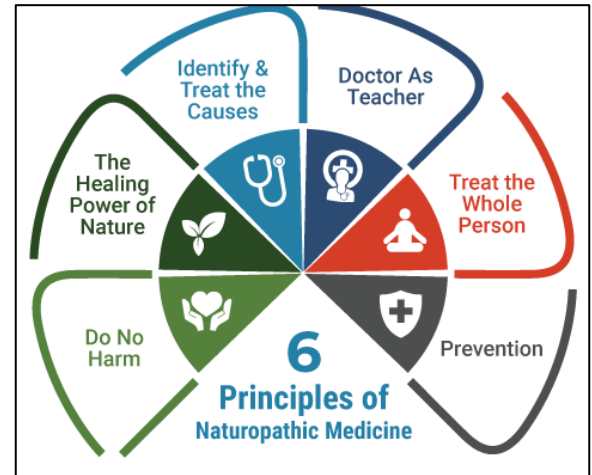 Identify &
Treat the
Causes
Doctor As
Teacher
The
Healing
Power of
Nature
Treat the
Whole
Person
Do No
Harm
Prevention
6
Principles of
Naturopathic Medicine